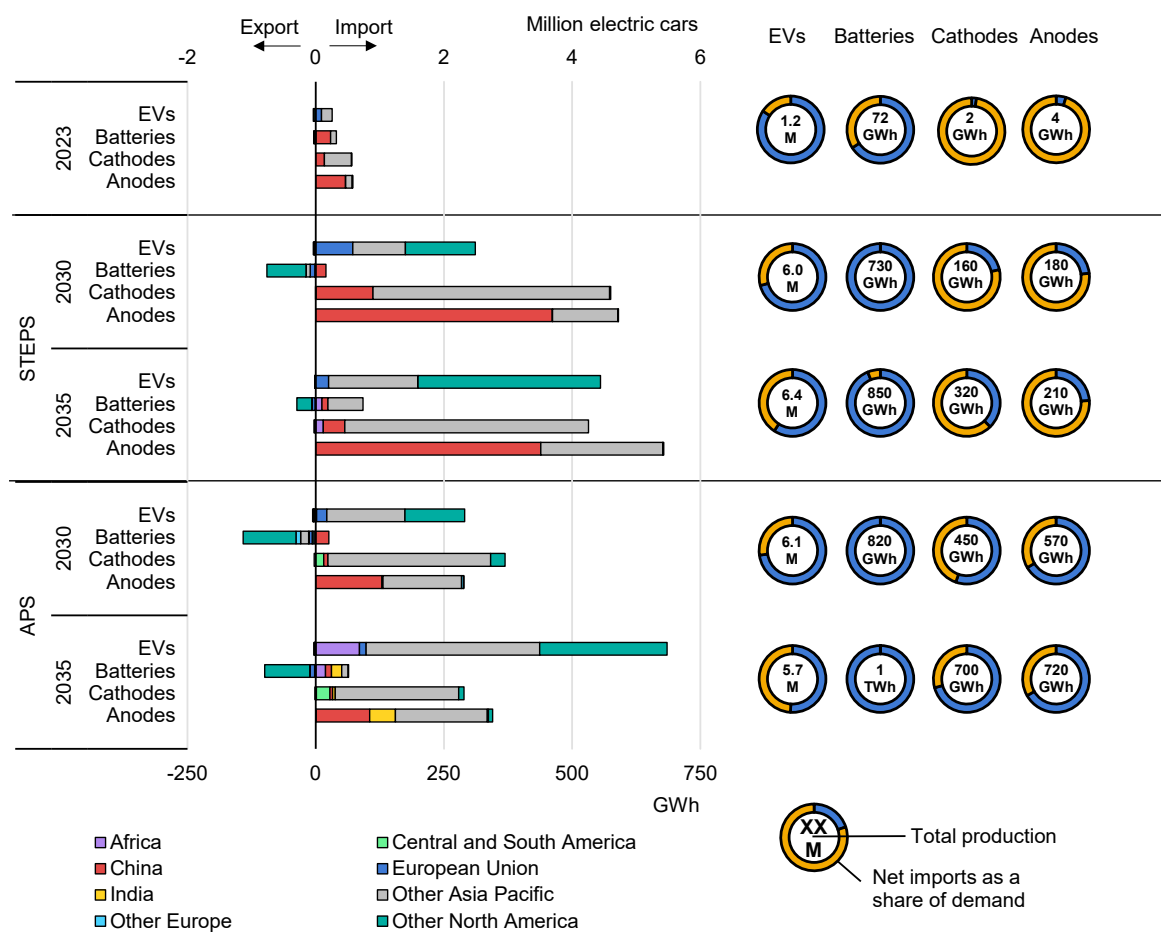 Export Import Million electric cars
-2 0 2 4 6
EVs Batteries Cathodes Anodes
2023
EVs
Batteries
Cathodes
Anodes
1.2 M
72 GWh
2 GWh
4 GWh
STEPS
2030
EVs
Batteries
Cathodes
Anodes
6.0 M
730 GWh
160 GWh
180 GWh
2035
EVs
Batteries
Cathodes
Anodes
6.4 M
850 GWh
320 GWh
210 GWh
APS
2030
EVs
Batteries
Cathodes
Anodes
6.1 M
820 GWh
450 GWh
570 GWh
2035
EVs
Batteries
Cathodes
Anodes
5.7 M
1 TWh
700 GWh
720 GWh
-250 0 250 500 750
GWh
Africa
China
India
Other Europe
Central and South America
European Union
Other Asia Pacific
Other North America
XX M
Total production
Net imports as a
share of demand